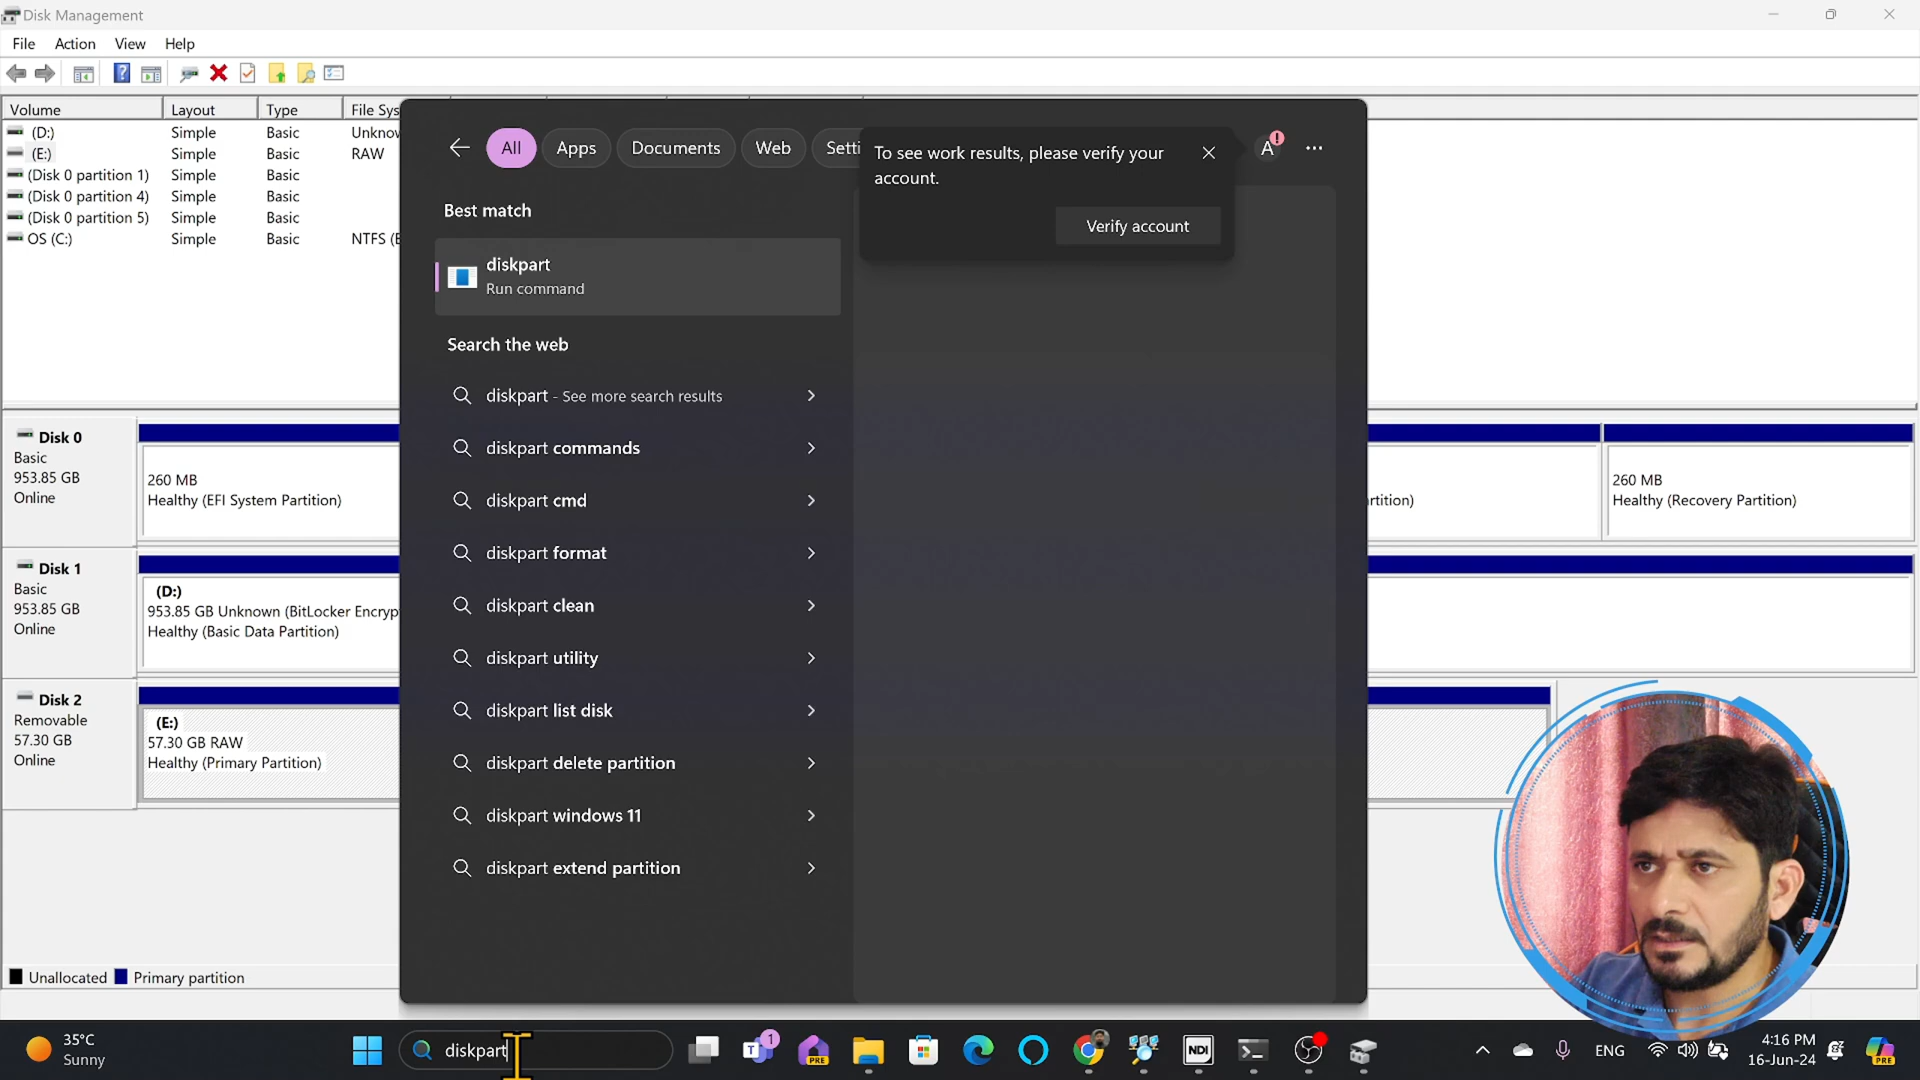 Disk Management
File Action View Help
Volume Layout Type File Sys
(D:) Simple Basic Unknow
(E:) Simple Basic RAW
(Disk 0 partition 1) Simple Basic
(Disk 0 partition 4) Simple Basic
(Disk 0 partition 5) Simple Basic
OS (C:) Simple Basic NTFS (B
All Apps Documents Web Setti
To see work results, please verify your
account.
Verify account
A
Best match
diskpart
Run command
Search the web
diskpart - See more search results
diskpart commands
diskpart cmd
diskpart format
diskpart clean
diskpart utility
diskpart list disk
diskpart delete partition
diskpart windows 11
diskpart extend partition
Disk 0
Basic
953.85 GB
Online
260 MB
Healthy (EFI System Partition)
rtition)
260 MB
Healthy (Recovery Partition)
Disk 1
Basic
953.85 GB
Online
(D:)
953.85 GB Unknown (BitLocker Encryp
Healthy (Basic Data Partition)
Disk 2
Removable
57.30 GB
Online
(E:)
57.30 GB RAW
Healthy (Primary Partition)
Unallocated Primary partition
35°C
Sunny
diskpart
1
PRE
NDI
ENG
4:16 PM
16-Jun-24
PRE